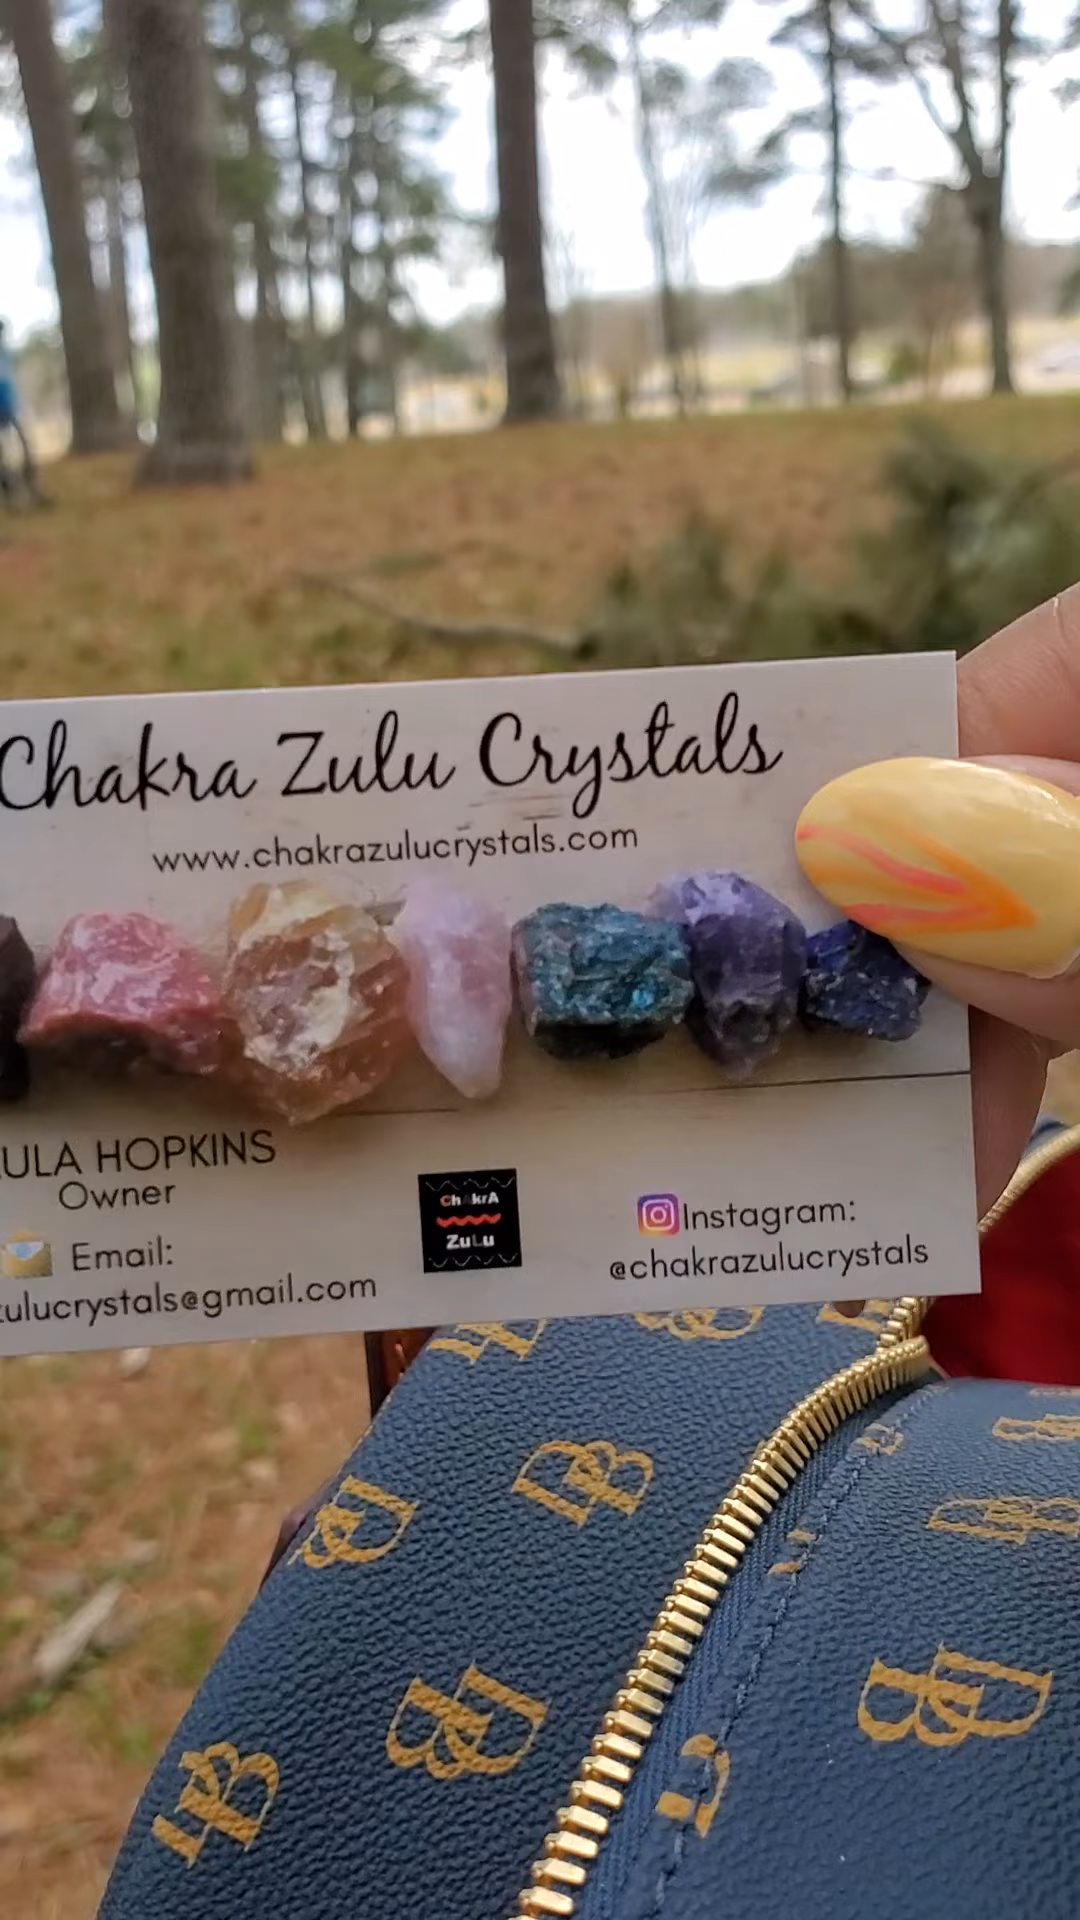 Chakra Zulu Crystals
www.chakrazulucrystals.com
ULA HOPKINS
Owner
Email:
zulucrystals@gmail.com
ChAkrA
ZuLu
Instagram:
@chakrazulucrystals